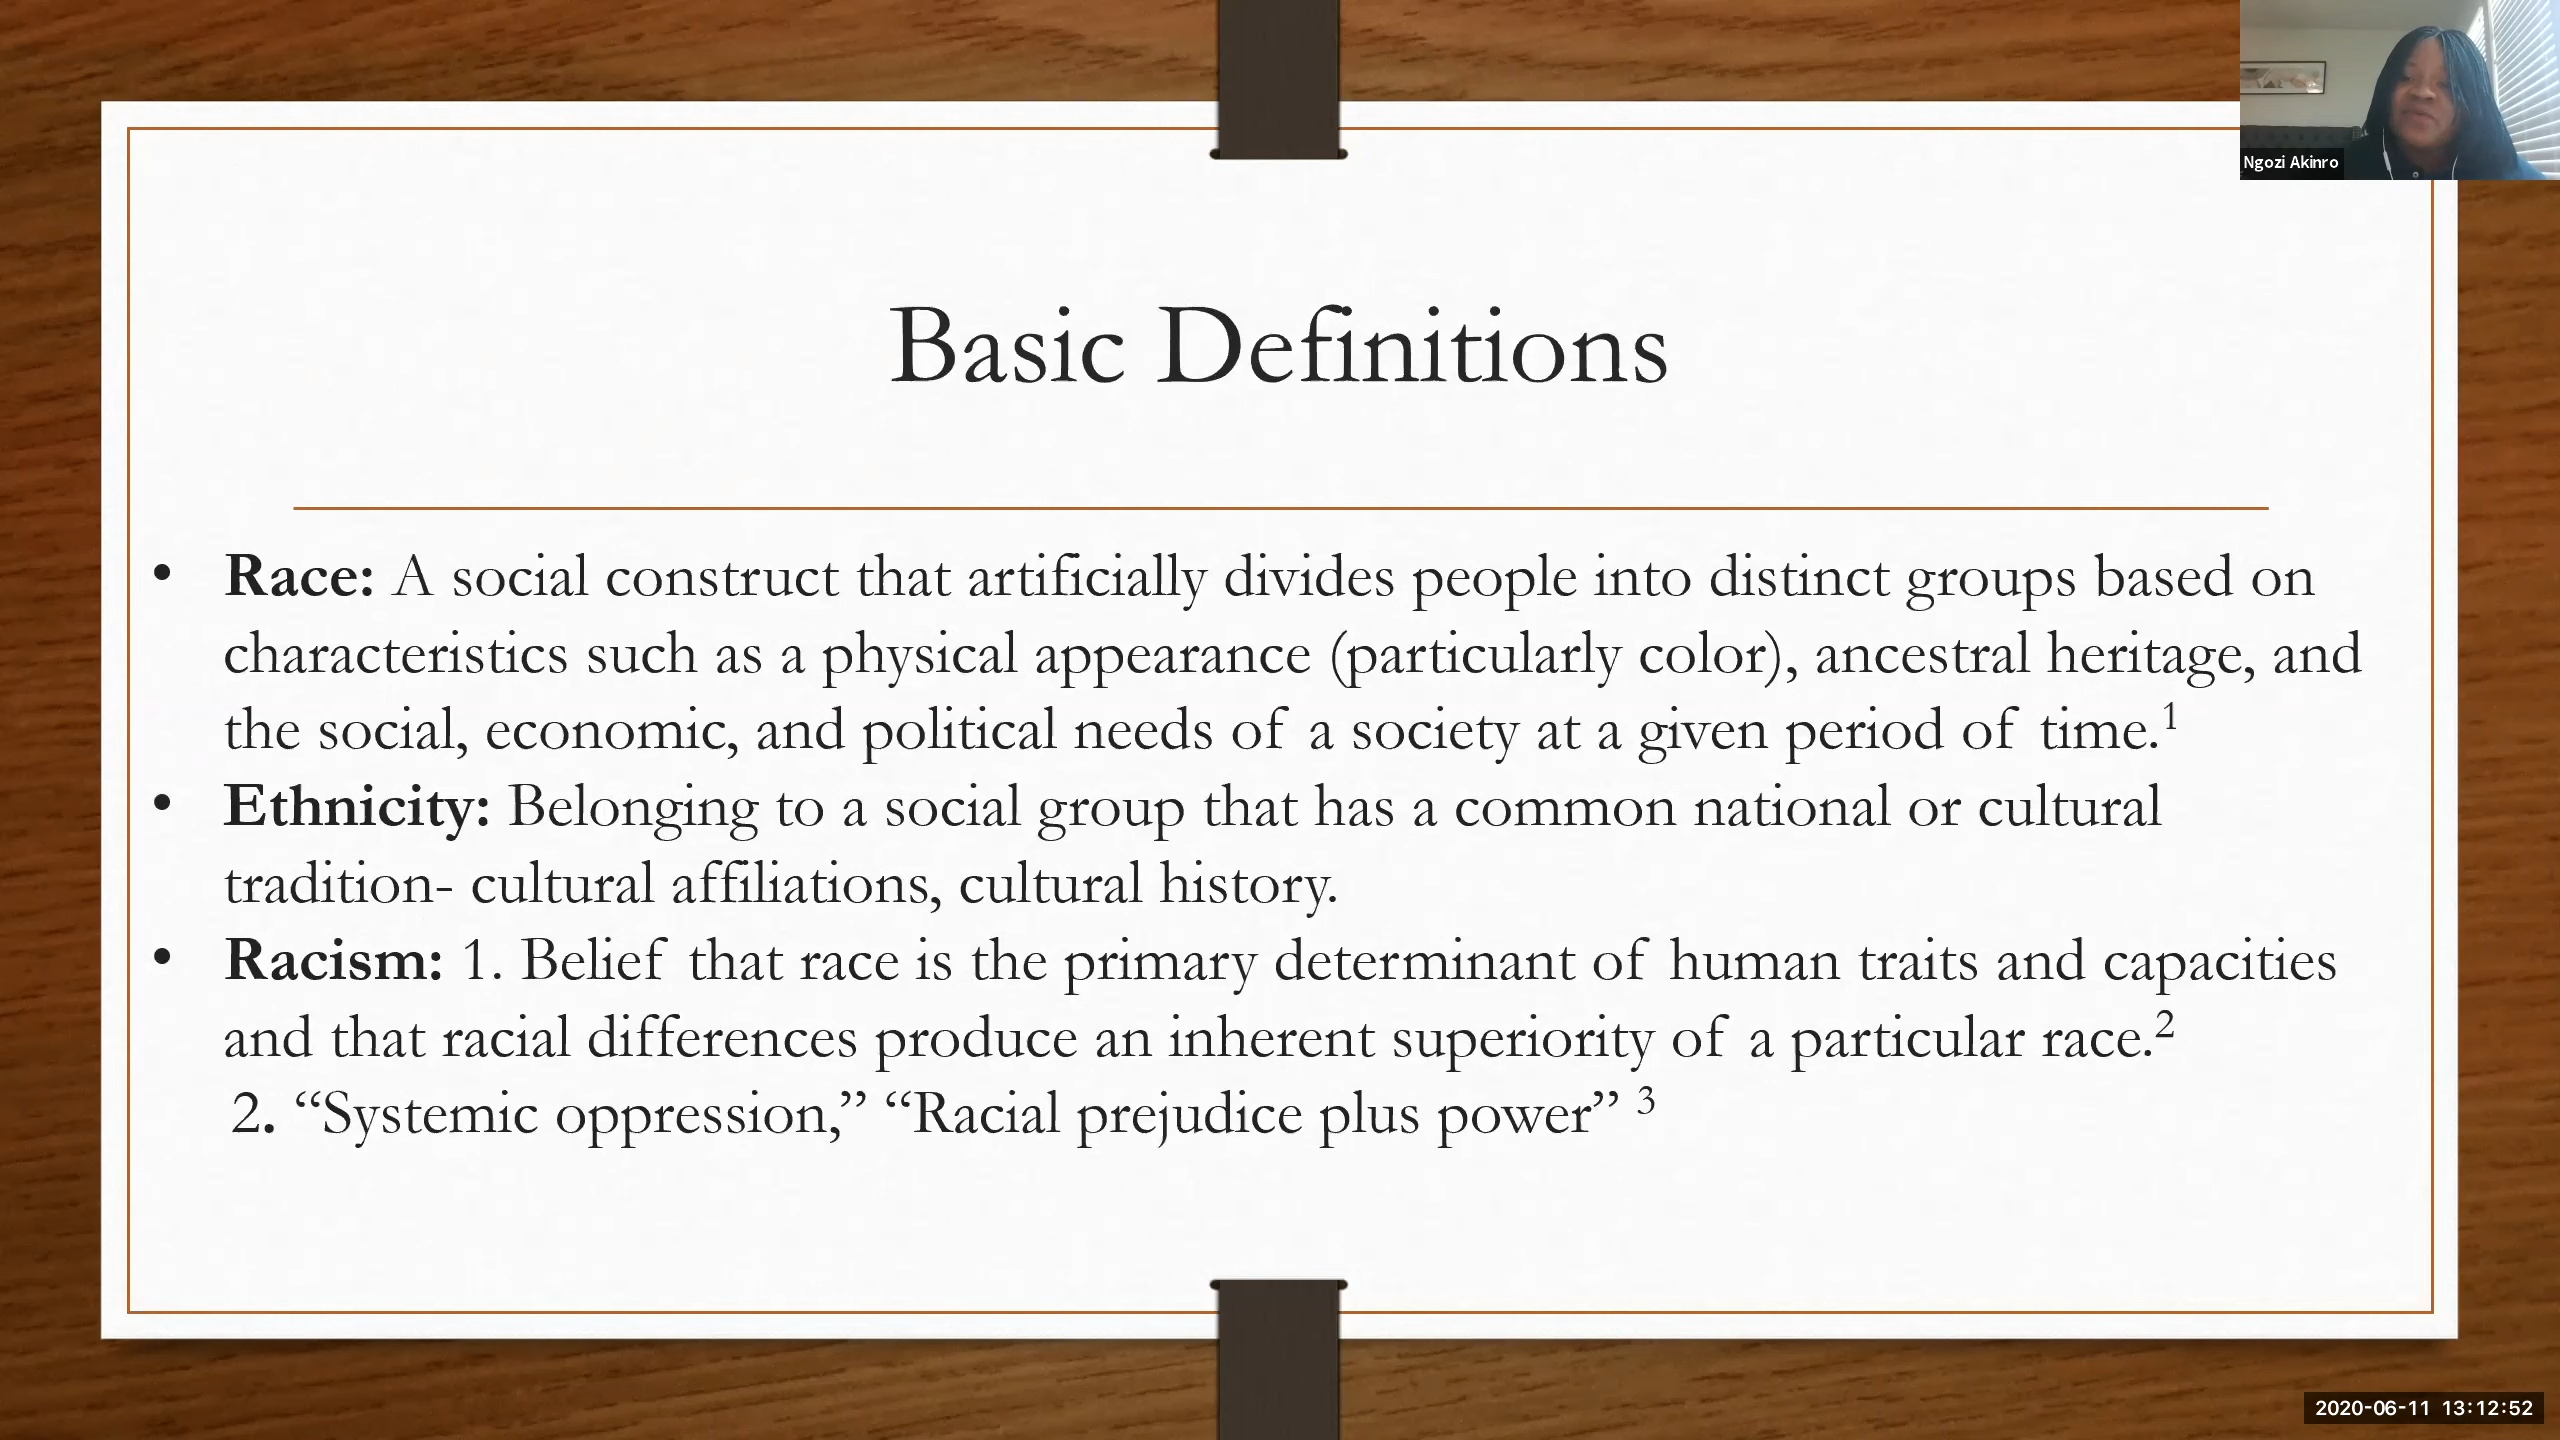 Ngozi Akinro
Basic Definitions
• Race: A social construct that artificially divides people into distinct groups based on
characteristics such as a physical appearance (particularly color), ancestral heritage, and
the social, economic, and political needs of a society at a given period of time.¹
• Ethnicity: Belonging to a social group that has a common national or cultural
tradition- cultural affiliations, cultural history.
• Racism: 1. Belief that race is the primary determinant of human traits and capacities
and that racial differences produce an inherent superiority of a particular race.²
2. “Systemic oppression,” “Racial prejudice plus power” ³
2020-06-11 13:12:52